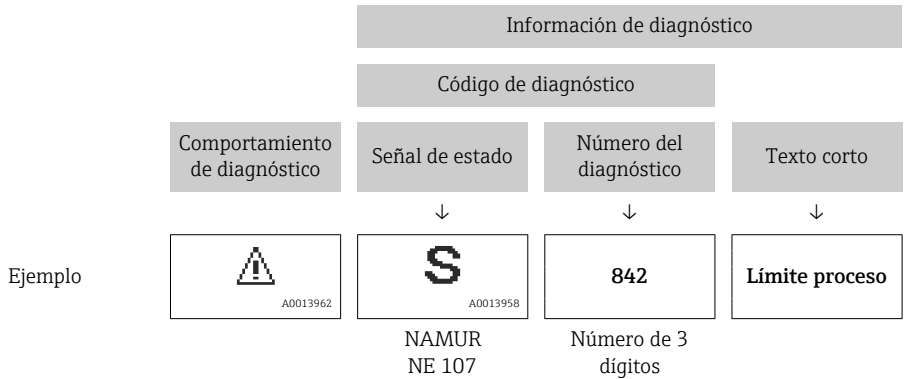 Información de diagnóstico
Código de diagnóstico
Comportamiento
de diagnóstico
Señal de estado
Número del
diagnóstico
Texto corto
↓ ↓ ↓
Ejemplo
A0013962
S
A0013958
842
Límite proceso
NAMUR
NE 107
Número de 3
dígitos